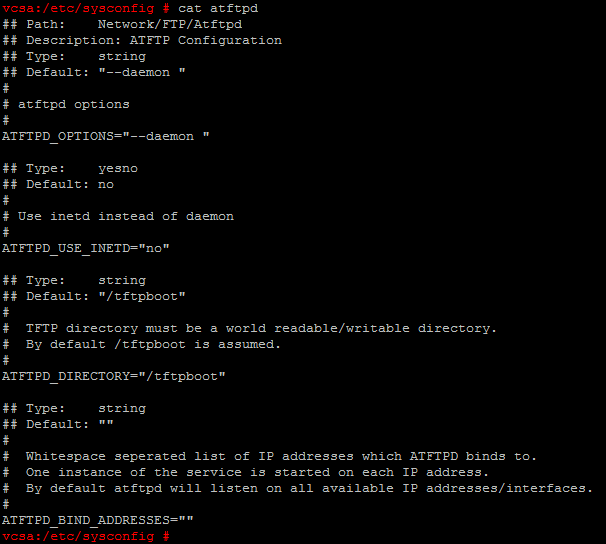 vcsa:/etc/sysconfig # cat atftpd
## Path:    Network/FTP/Atftpd
## Description: ATFTP Configuration
## Type:    string
## Default: "--daemon "
#
# atftpd options
#
ATFTPD_OPTIONS="--daemon "
## Type:    yesno
## Default: no
#
# Use inetd instead of daemon
#
ATFTPD_USE_INETD="no"
## Type:    string
## Default: "/tftpboot"
#
#  TFTP directory must be a world readable/writable directory.
#  By default /tftpboot is assumed.
#
ATFTPD_DIRECTORY="/tftpboot"
## Type:    string
## Default: ""
#
#  Whitespace seperated list of IP addresses which ATFTPD binds to.
#  One instance of the service is started on each IP address.
#  By default atftpd will listen on all available IP addresses/interfaces.
#
ATFTPD_BIND_ADDRESSES=""
vcsa:/etc/sysconfig #